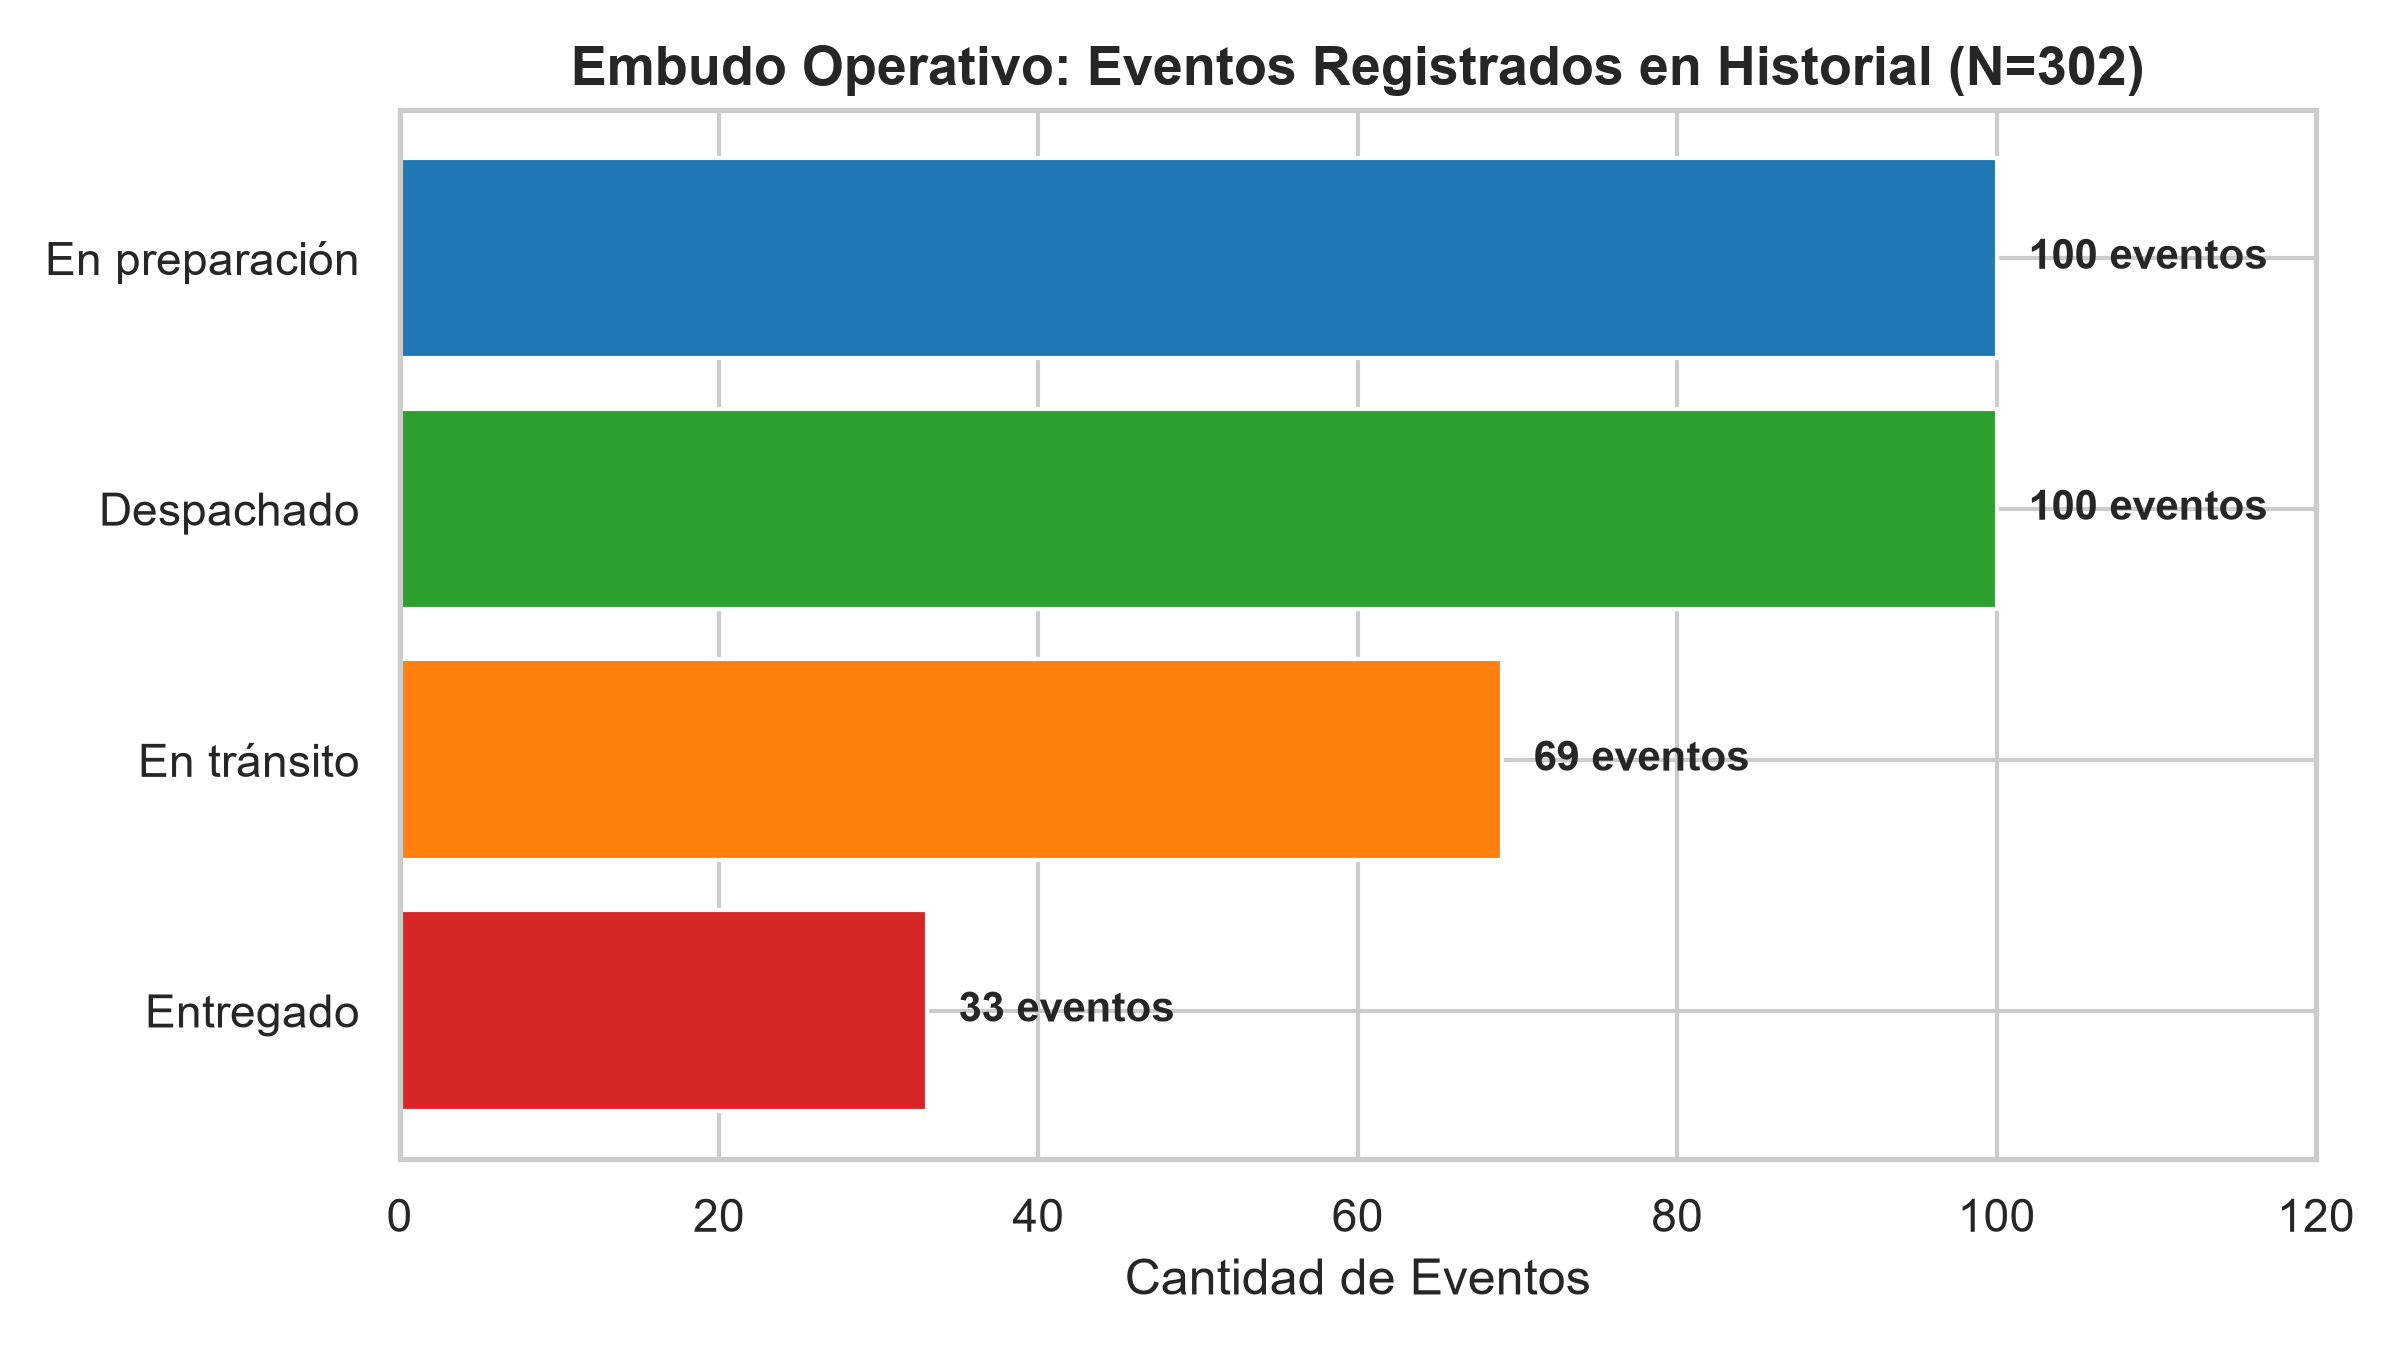 Embudo Operativo: Eventos Registrados en Historial (N=302)
En preparación
100 eventos
Despachado
100 eventos
En tránsito
69 eventos
Entregado
33 eventos
0 20 40 60 80 100 120
Cantidad de Eventos